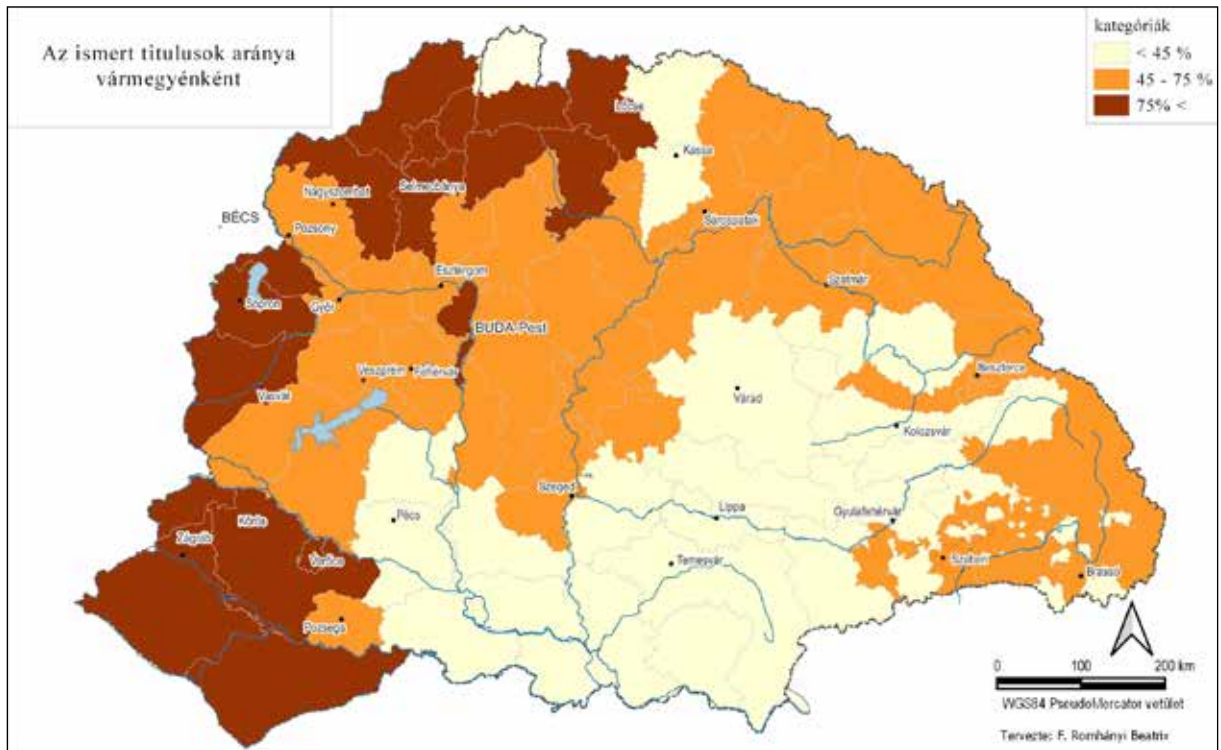 Az ismert titulusok aránya
vármegyénként
kategóriák
< 45 %
45 - 75 %
75% <
Lőcse
Kassa
Nagyszombat
Selmecbánya
BÉCS
Pozsony
Sárospatak
Esztergom
Szatmár
Sopron
Győr
BUDA-Pest
Veszprém
Fehérvár
Beszterce
Vasvár
Várad
Kolozsvár
Szeged
Pécs
Lippa
Gyulafehérvár
Kőrös
Zágráb
Verőce
Temesvár
Szeben
Brassó
Pozsega
0 100 200 km
WGS84 PseudoMercator vetület
Tervezte: F. Romhányi Beatrix